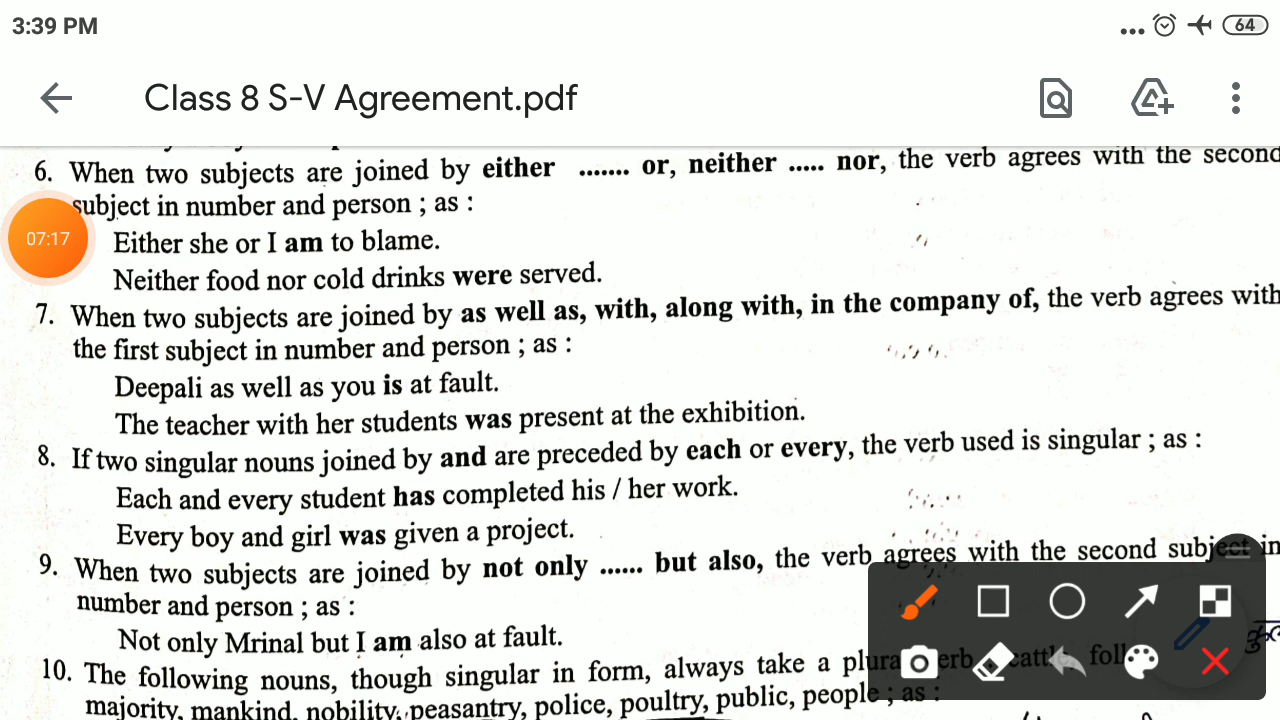 3:39 PM
64
Class 8 S-V Agreement.pdf
6. When two subjects are joined by either ....... or, neither ..... nor, the verb agrees with the second
subject in number and person ; as :
07:17
Either she or I am to blame.
Neither food nor cold drinks were served.
7. When two subjects are joined by as well as, with, along with, in the company of, the verb agrees with
the first subject in number and person ; as :
Deepali as well as you is at fault.
The teacher with her students was present at the exhibition.
8. If two singular nouns joined by and are preceded by each or every, the verb used is singular ; as :
Each and every student has completed his / her work.
Every boy and girl was given a project.
9. When two subjects are joined by not only ...... but also, the verb agrees with the second subject in
number and person ; as :
Not only Mrinal but I am also at fault.
10. The following nouns, though singular in form, always take a plural verb cattle, foll
majority, mankind, nobility, peasantry, police, poultry, public, people ; as :